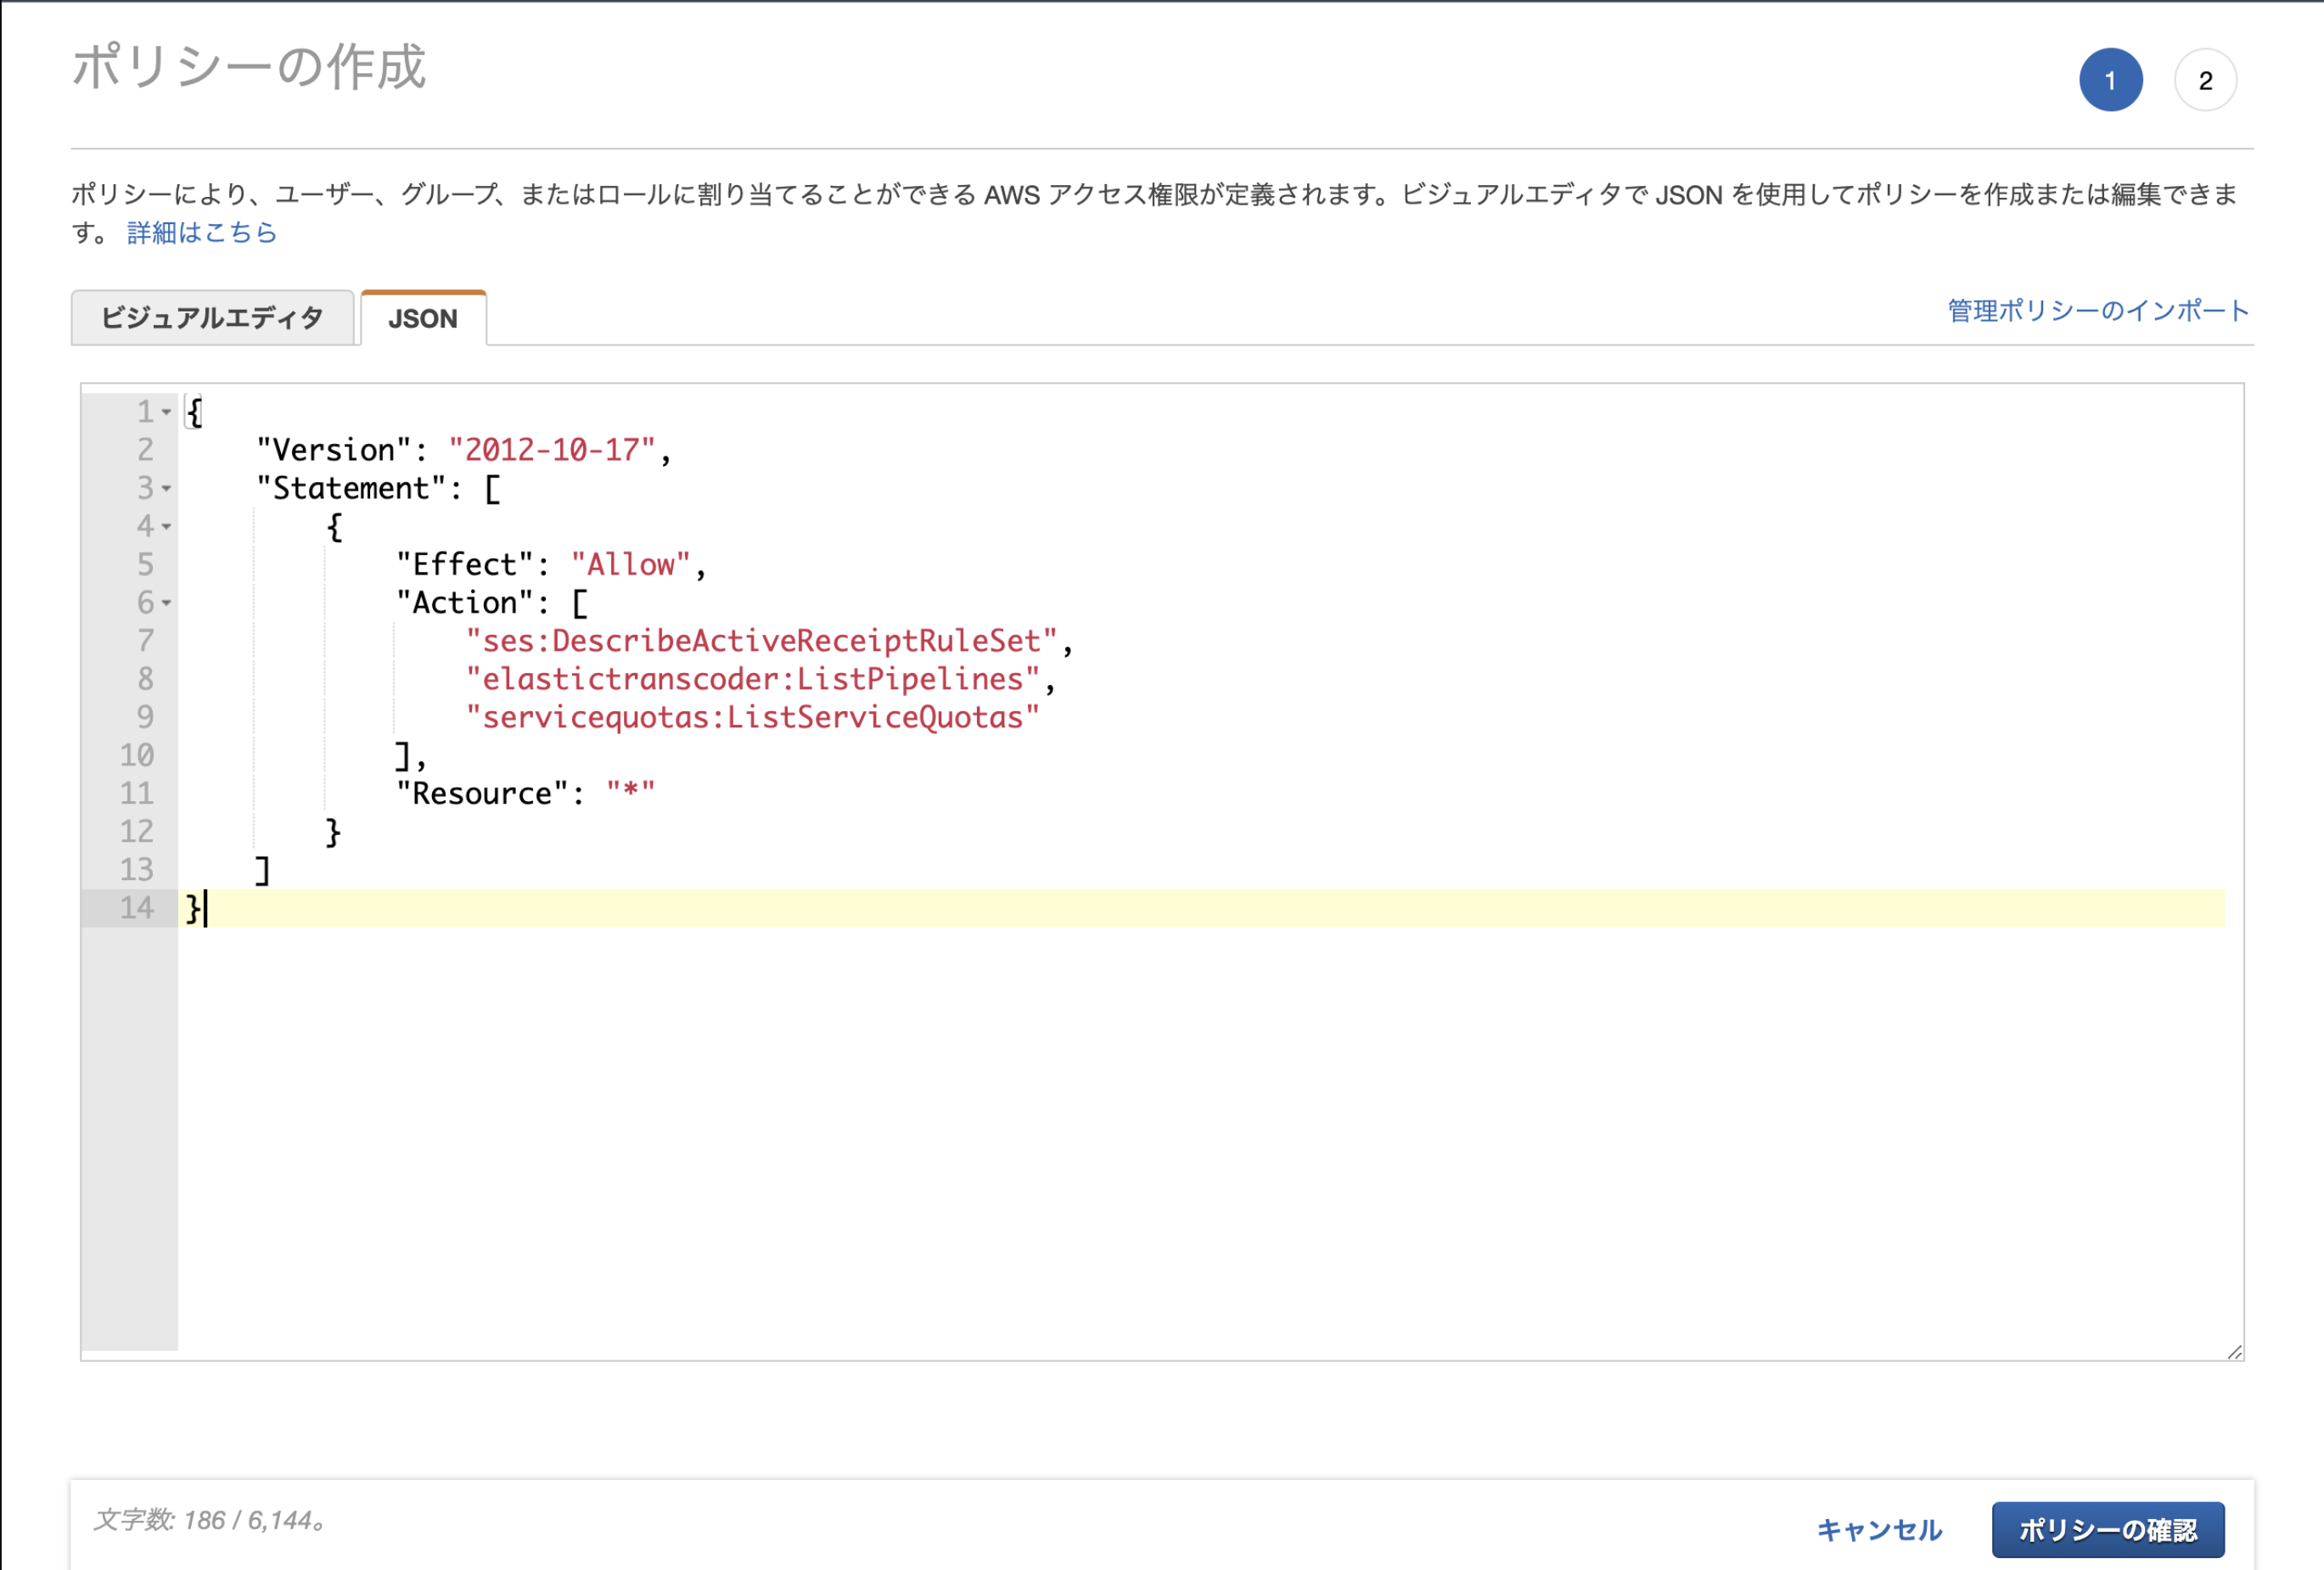 ポリシーの作成
1 2
ポリシーにより、ユーザー、グループ、またはロールに割り当てることができる AWS アクセス権限が定義されます。ビジュアルエディタで JSON を使用してポリシーを作成または編集できま
す。 詳細はこちら
ビジュアルエディタ JSON 管理ポリシーのインポート
1 {
2     "Version": "2012-10-17",
3     "Statement": [
4         {
5             "Effect": "Allow",
6             "Action": [
7                 "ses:DescribeActiveReceiptRuleSet",
8                 "elastictranscoder:ListPipelines",
9                 "servicequotas:ListServiceQuotas"
10             ],
11             "Resource": "*"
12         }
13     ]
14 }
文字数: 186 / 6,144。 キャンセル ポリシーの確認